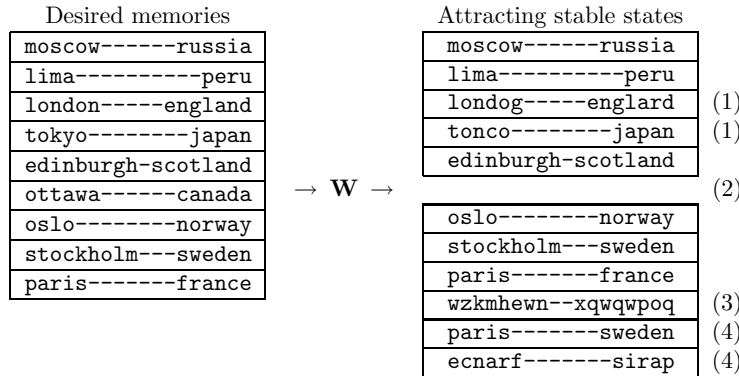 Desired memories
moscow------russia
lima----------peru
london-----england
tokyo--------japan
edinburgh-scotland
ottawa------canada
oslo--------norway
stockholm---sweden
paris-------france
→ W →
Attracting stable states
moscow------russia
lima----------peru
londog-----englard (1)
tonco--------japan (1)
edinburgh-scotland
(2)
oslo--------norway
stockholm---sweden
paris-------france
wzkmhewn--xqwqwpoq (3)
paris-------sweden (4)
ecnarf-------sirap (4)